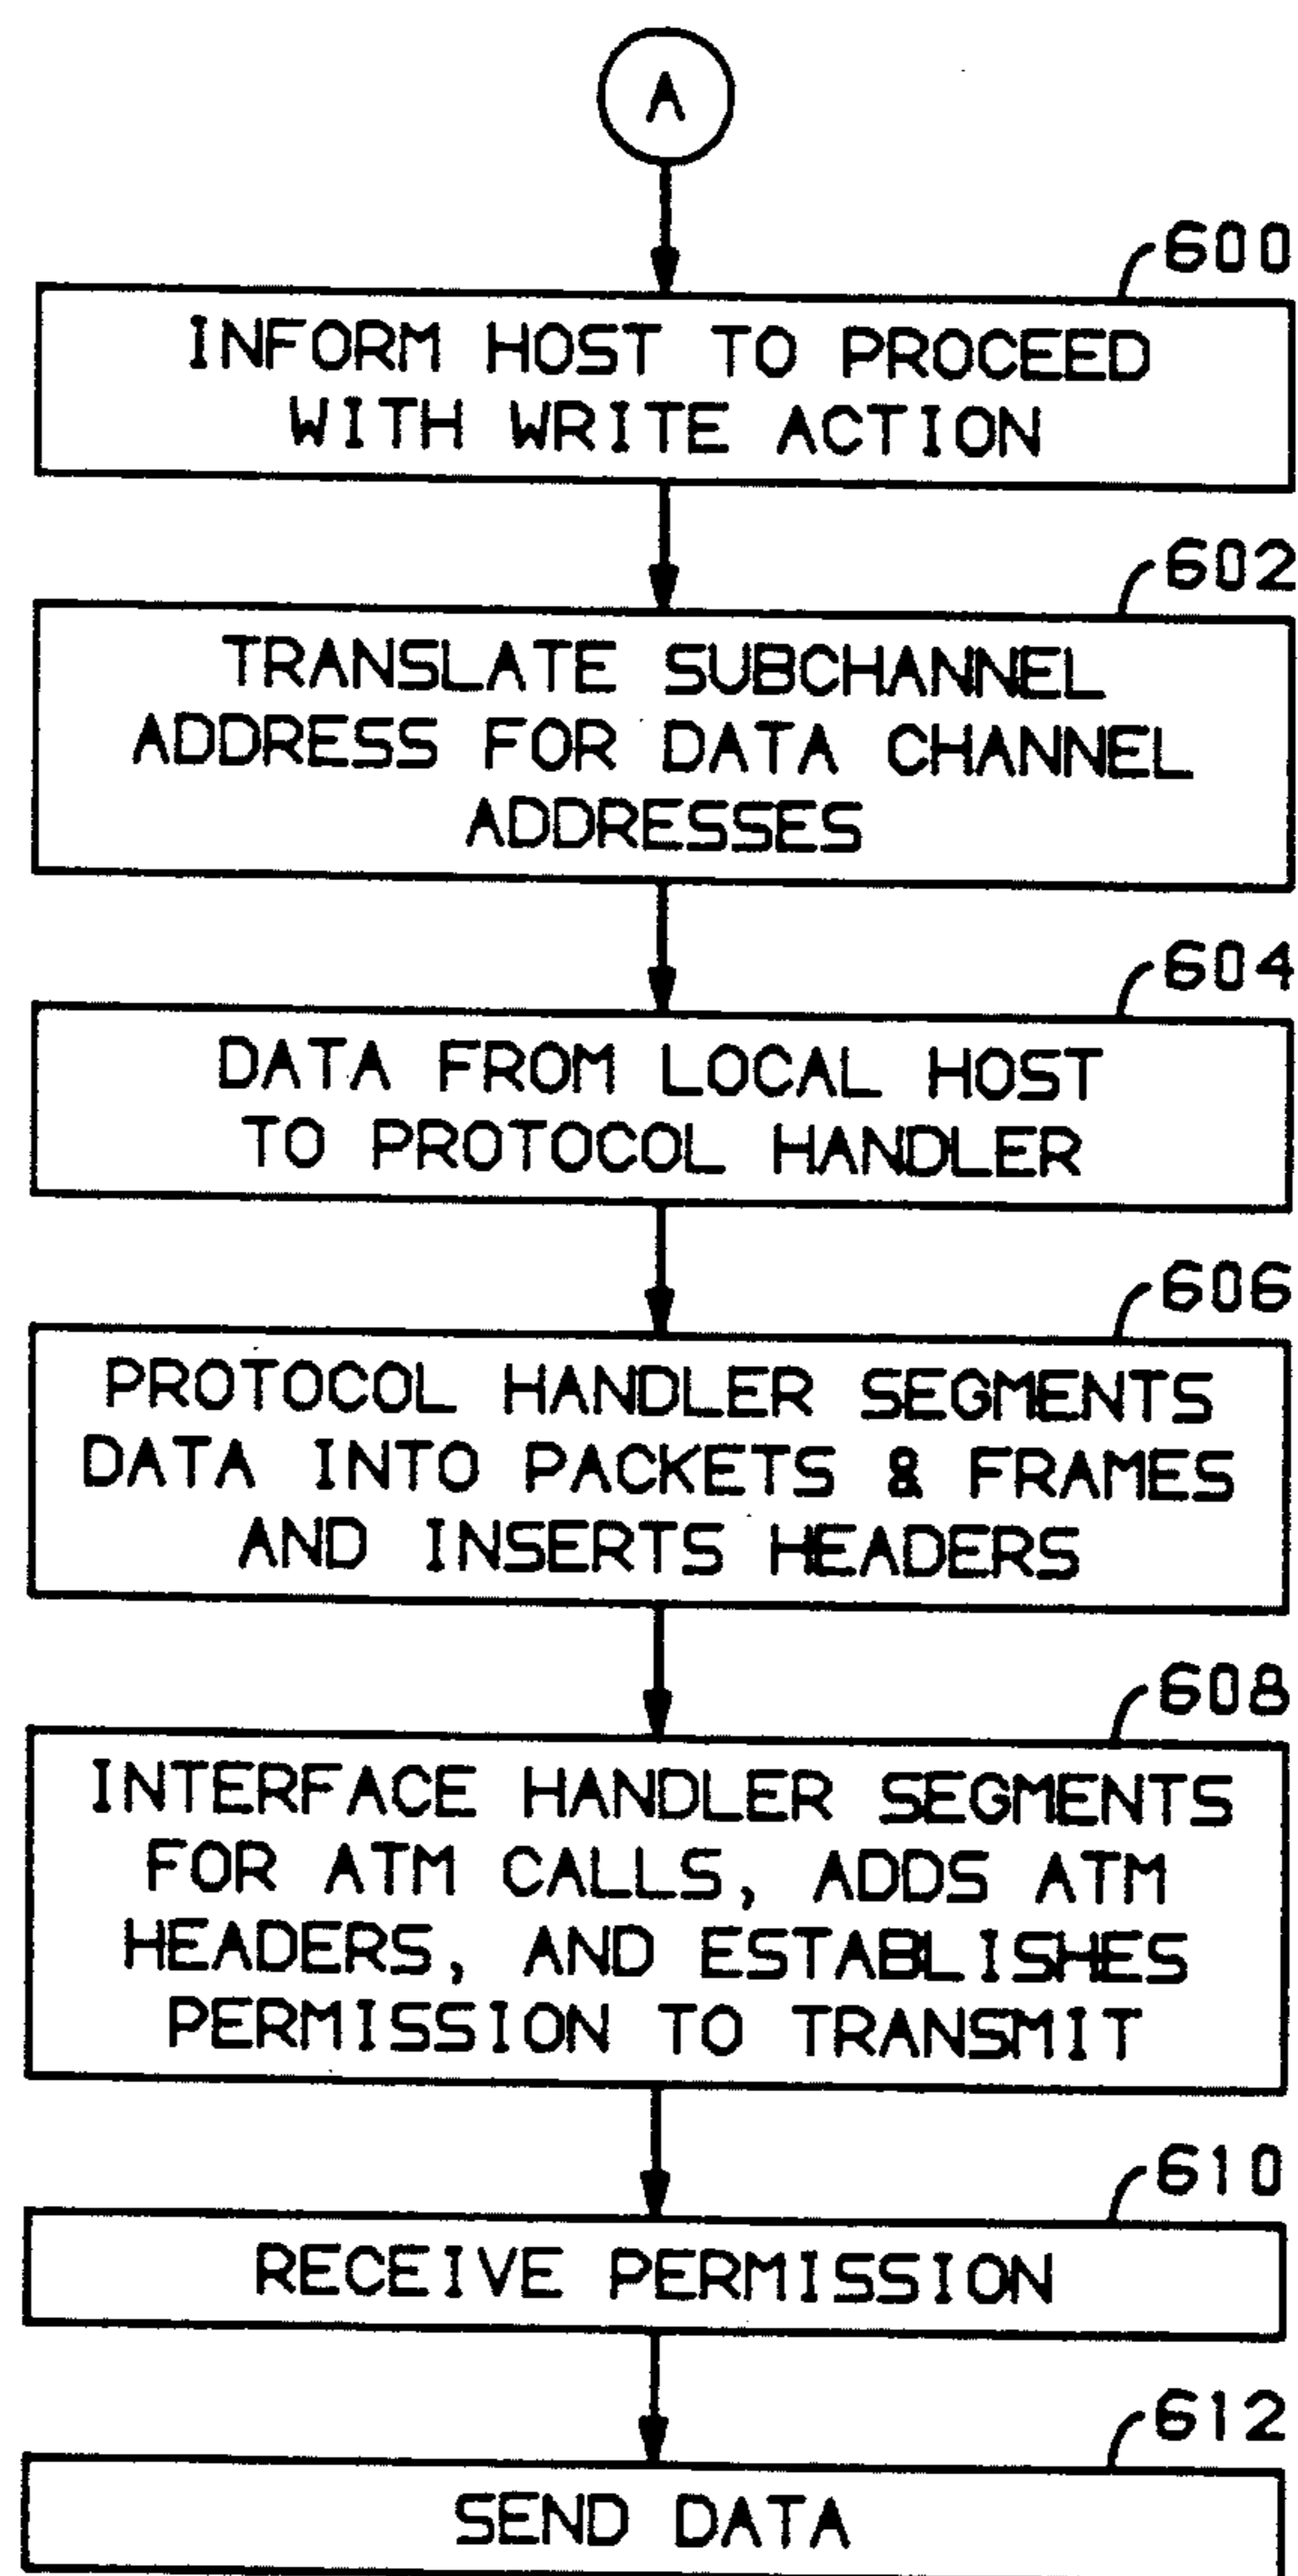 A
600
INFORM HOST TO PROCEED
WITH WRITE ACTION
602
TRANSLATE SUBCHANNEL
ADDRESS FOR DATA CHANNEL
ADDRESSES
604
DATA FROM LOCAL HOST
TO PROTOCOL HANDLER
606
PROTOCOL HANDLER SEGMENTS
DATA INTO PACKETS & FRAMES
AND INSERTS HEADERS
608
INTERFACE HANDLER SEGMENTS
FOR ATM CALLS, ADDS ATM
HEADERS, AND ESTABLISHES
PERMISSION TO TRANSMIT
610
RECEIVE PERMISSION
612
SEND DATA